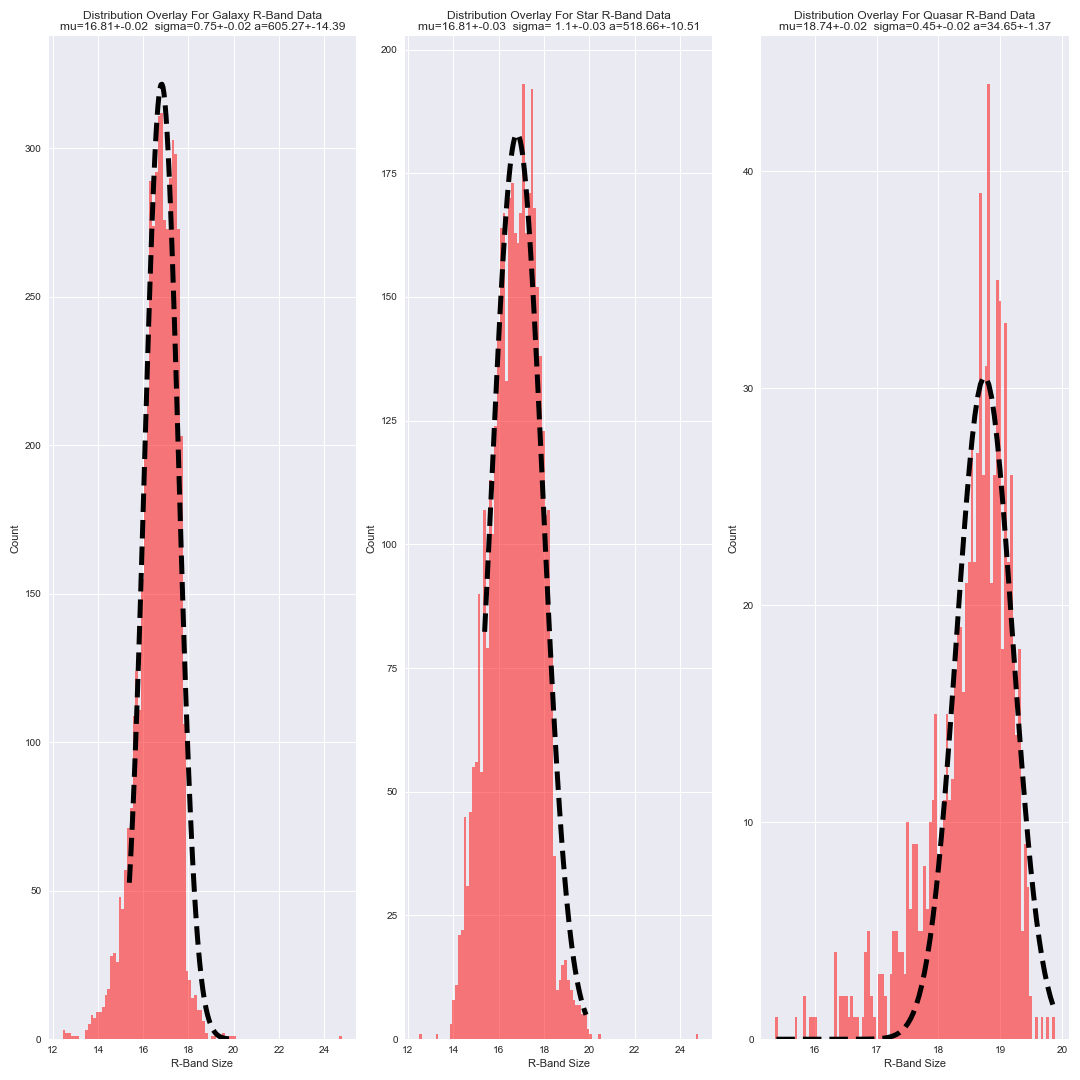 Distribution Overlay For Galaxy R-Band Data
mu=16.81+-0.02  sigma=0.75+-0.02 a=605.27+-14.39
300
250
200
150
100
50
0
Count
12 14 16 18 20 22 24
R-Band Size
Distribution Overlay For Star R-Band Data
mu=16.81+-0.03  sigma= 1.1+-0.03 a=518.66+-10.51
200
175
150
125
100
75
50
25
0
Count
12 14 16 18 20 22 24
R-Band Size
Distribution Overlay For Quasar R-Band Data
mu=18.74+-0.02  sigma=0.45+-0.02 a=34.65+-1.37
40
30
20
10
0
Count
16 17 18 19 20
R-Band Size